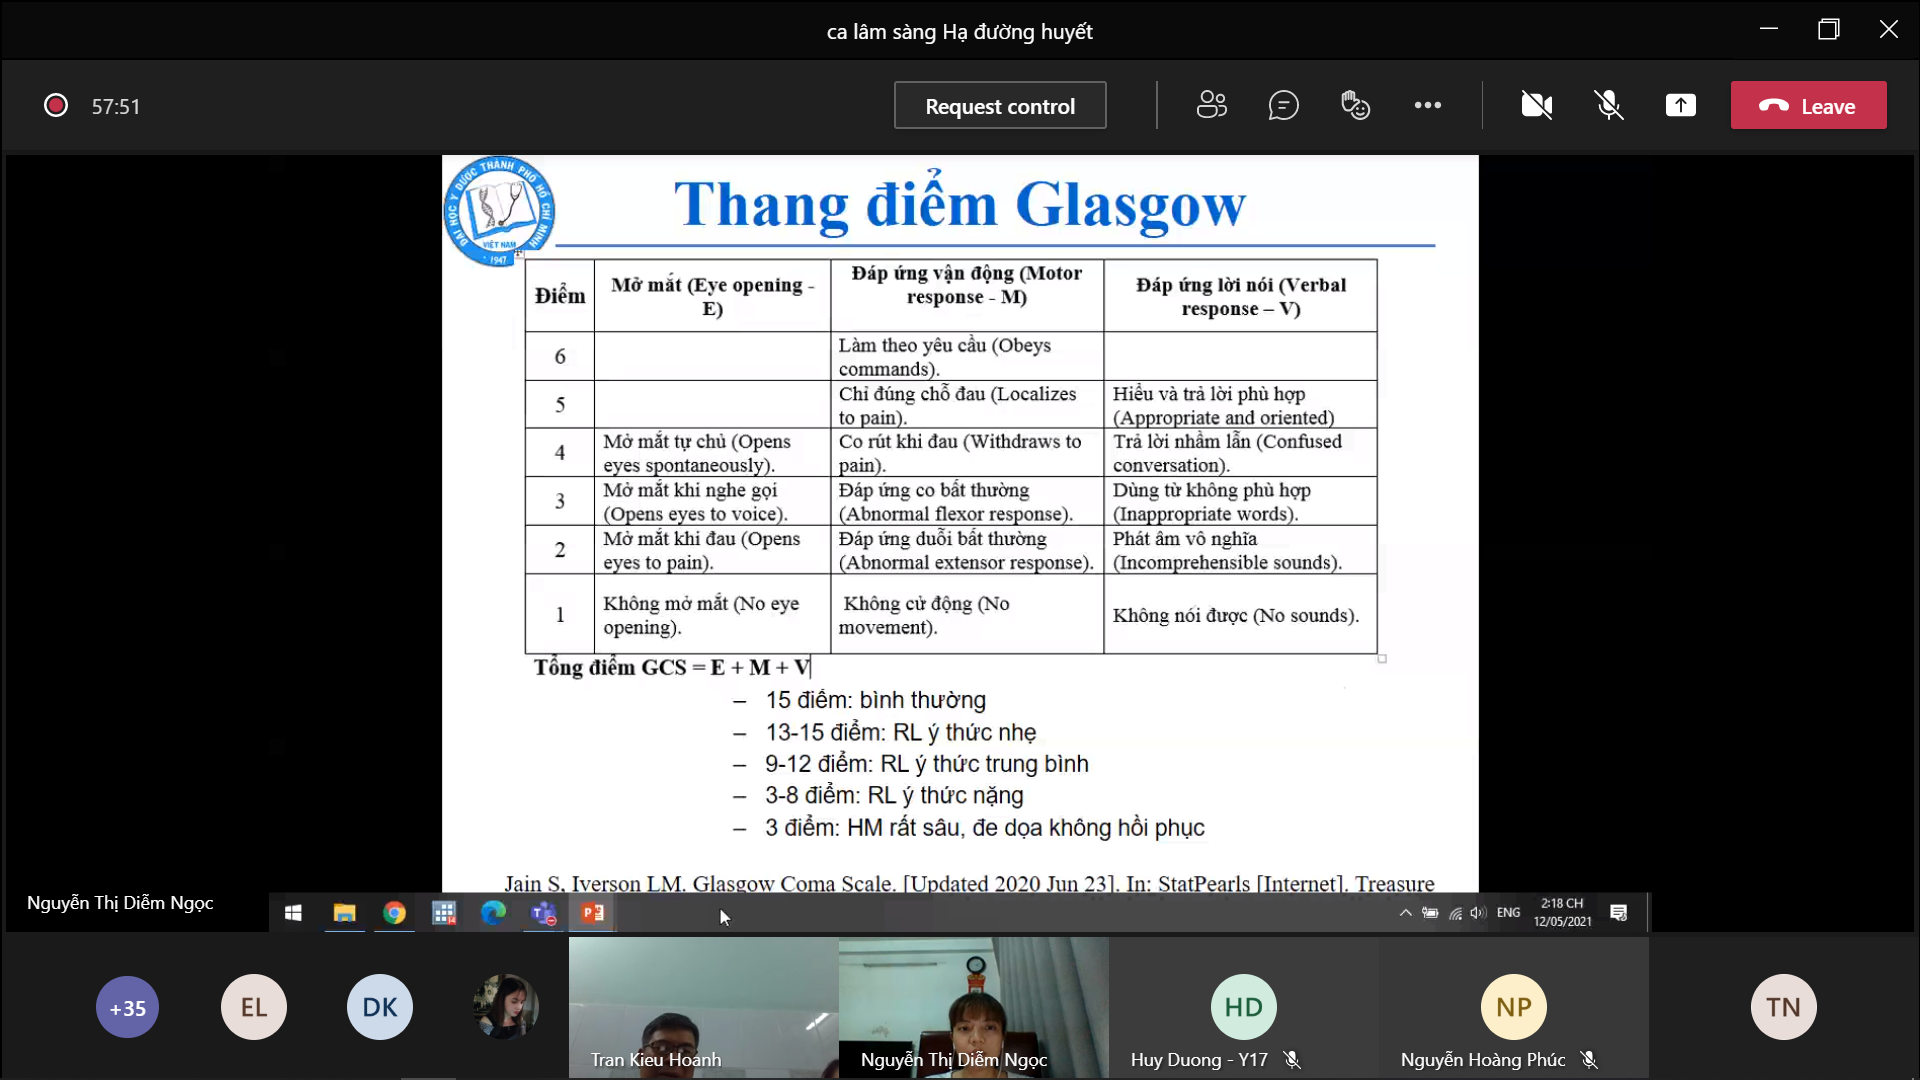 ca lâm sàng Hạ đường huyết
57:51
Request control
Leave
ĐẠI HỌC Y DƯỢC THÀNH PHỐ HỒ CHÍ MINH
VIỆT NAM
1947
Thang điểm Glasgow
Điểm
Mở mắt (Eye opening -
E)
Đáp ứng vận động (Motor
response - M)
Đáp ứng lời nói (Verbal
response – V)
6
Làm theo yêu cầu (Obeys
commands).
5
Chỉ đúng chỗ đau (Localizes
to pain).
Hiểu và trả lời phù hợp
(Appropriate and oriented)
4
Mở mắt tự chủ (Opens
eyes spontaneously).
Co rút khi đau (Withdraws to
pain).
Trả lời nhầm lẫn (Confused
conversation).
3
Mở mắt khi nghe gọi
(Opens eyes to voice).
Đáp ứng co bất thường
(Abnormal flexor response).
Dùng từ không phù hợp
(Inappropriate words).
2
Mở mắt khi đau (Opens
eyes to pain).
Đáp ứng duỗi bất thường
(Abnormal extensor response).
Phát âm vô nghĩa
(Incomprehensible sounds).
1
Không mở mắt (No eye
opening).
Không cử động (No
movement).
Không nói được (No sounds).
Tổng điểm GCS = E + M + V
– 15 điểm: bình thường
– 13-15 điểm: RL ý thức nhẹ
– 9-12 điểm: RL ý thức trung bình
– 3-8 điểm: RL ý thức nặng
– 3 điểm: HM rất sâu, đe dọa không hồi phục
Jain S, Iverson LM. Glasgow Coma Scale. [Updated 2020 Jun 23]. In: StatPearls [Internet]. Treasure
Nguyễn Thị Diễm Ngọc
ENG
2:18 CH
12/05/2021
+35
EL
DK
Tran Kieu Hoanh
Nguyễn Thị Diễm Ngọc
HD
Huy Duong - Y17
NP
Nguyễn Hoàng Phúc
TN